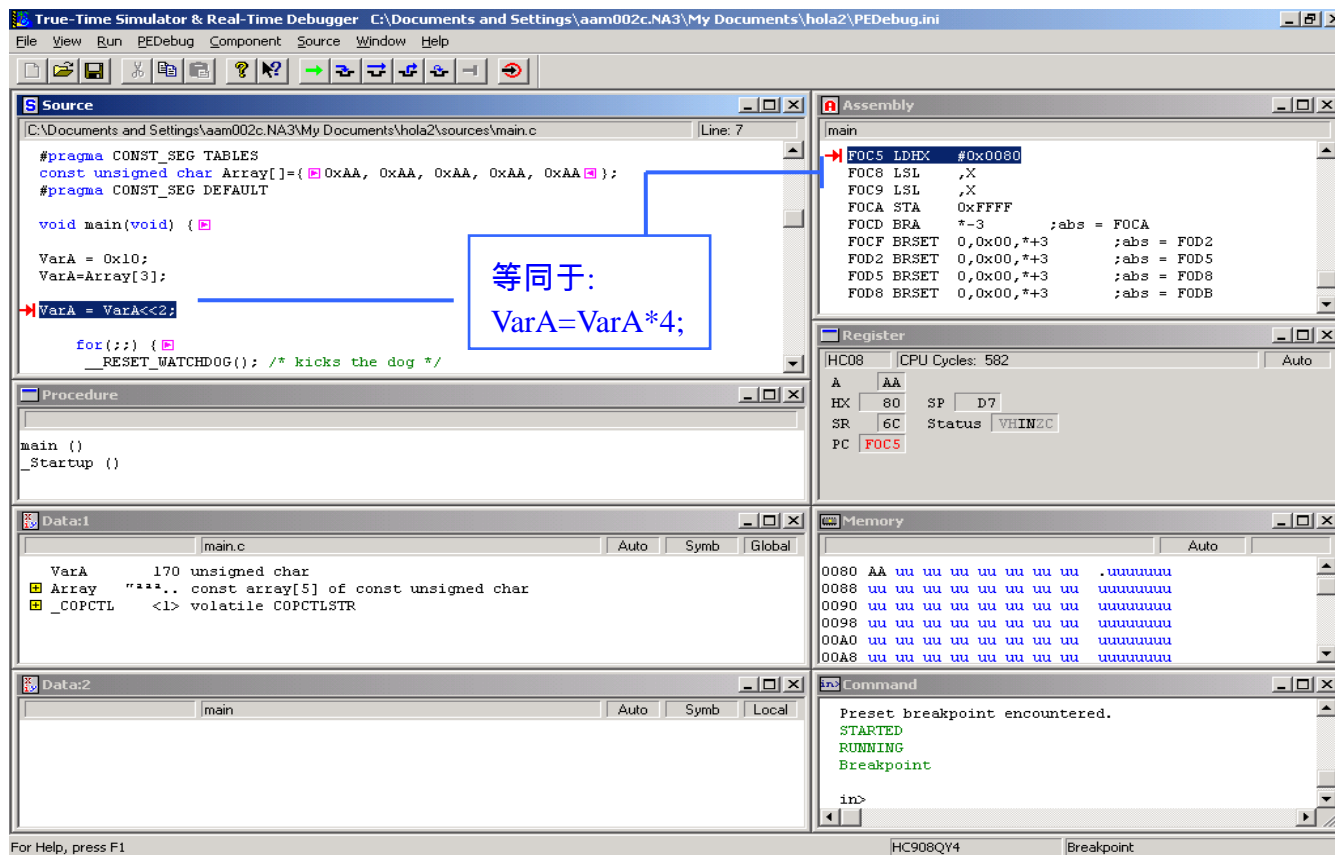 True-Time Simulator & Real-Time Debugger C:\Documents and Settings\aam002c.NA3\My Documents\hola2\PEDebug.ini
File View Run PEDebug Component Source Window Help
Source
C:\Documents and Settings\aam002c.NA3\My Documents\hola2\sources\main.c Line: 7
#pragma CONST_SEG TABLES
const unsigned char Array[]={ 0xAA, 0xAA, 0xAA, 0xAA, 0xAA };
#pragma CONST_SEG DEFAULT
void main(void) {
VarA = 0x10;
VarA=Array[3];
VarA = VarA<<2;
for(;;) {
__RESET_WATCHDOG(); /* kicks the dog */
等同于:
VarA=VarA*4;
Assembly
main
F0C5 LDHX #0x0080
F0C8 LSL ,X
F0C9 LSL ,X
F0CA STA 0xFFFF
F0CD BRA *-3 ;abs = F0CA
F0CF BRSET 0,0x00,*+3 ;abs = F0D2
F0D2 BRSET 0,0x00,*+3 ;abs = F0D5
F0D5 BRSET 0,0x00,*+3 ;abs = F0D8
F0D8 BRSET 0,0x00,*+3 ;abs = F0DB
Register
HC08 CPU Cycles: 582 Auto
A AA
HX 80 SP D7
SR 6C Status VHINZC
PC F0C5
Procedure
main ()
_Startup ()
Data:1
main.c Auto Symb Global
VarA 170 unsigned char
Array "ªªª.. const array[5] of const unsigned char
_COPCTL <1> volatile COPCTLSTR
Memory
Auto
0080 AA uu uu uu uu uu uu uu .uuuuuuu
0088 uu uu uu uu uu uu uu uu uuuuuuuu
0090 uu uu uu uu uu uu uu uu uuuuuuuu
0098 uu uu uu uu uu uu uu uu uuuuuuuu
00A0 uu uu uu uu uu uu uu uu uuuuuuuu
00A8 uu uu uu uu uu uu uu uu uuuuuuuu
Data:2
main Auto Symb Local
Command
Preset breakpoint encountered.
STARTED
RUNNING
Breakpoint
in>
For Help, press F1 HC908QY4 Breakpoint